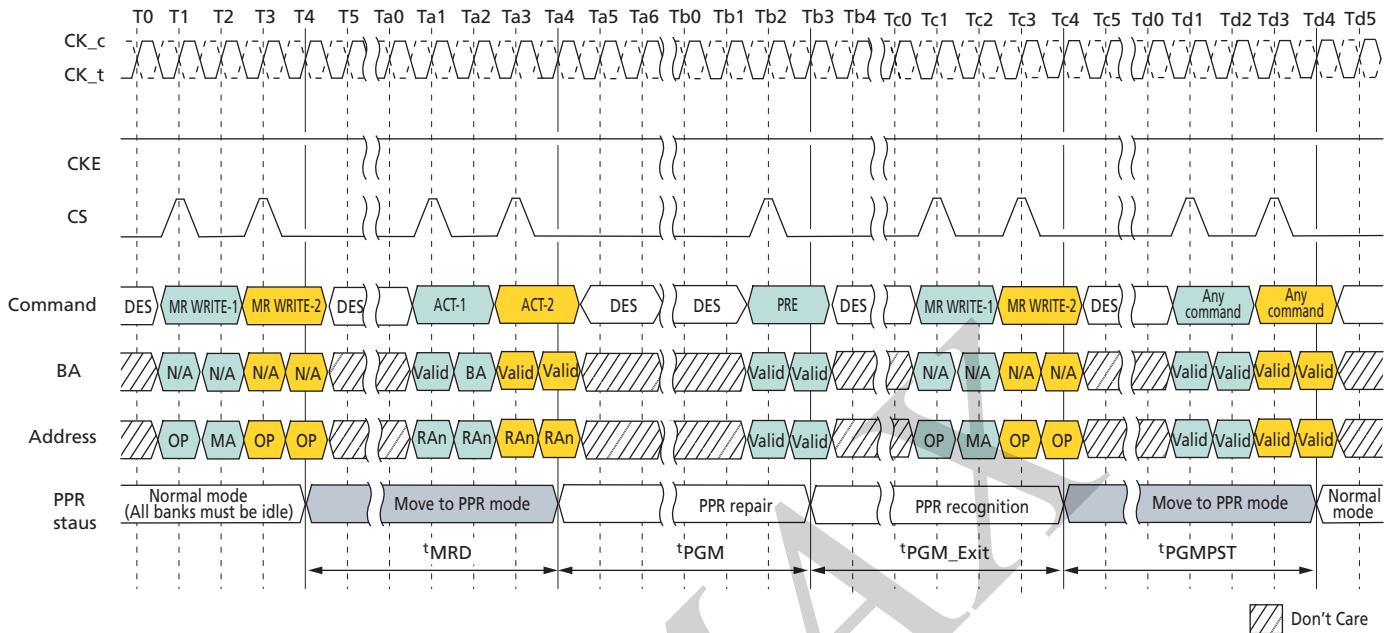 T0 T1 T2 T3 T4 T5 Ta0 Ta1 Ta2 Ta3 Ta4 Ta5 Ta6 Tb0 Tb1 Tb2 Tb3 Tb4 Tc0 Tc1 Tc2 Tc3 Tc4 Tc5 Td0 Td1 Td2 Td3 Td4 Td5
CK_c
CK_t
CKE
CS
Command DES MR WRITE-1 MR WRITE-2 DES ACT-1 ACT-2 DES DES PRE DES MR WRITE-1 MR WRITE-2 DES Any command Any command
BA N/A N/A N/A N/A Valid BA Valid Valid Valid Valid N/A N/A N/A N/A Valid Valid Valid Valid
Address OP MA OP OP RAn RAn RAn RAn Valid Valid OP MA OP OP Valid Valid Valid Valid
PPR staus Normal mode (All banks must be idle) Move to PPR mode PPR repair PPR recognition Move to PPR mode Normal mode
tMRD tPGM tPGM_Exit tPGMPST
Don't Care